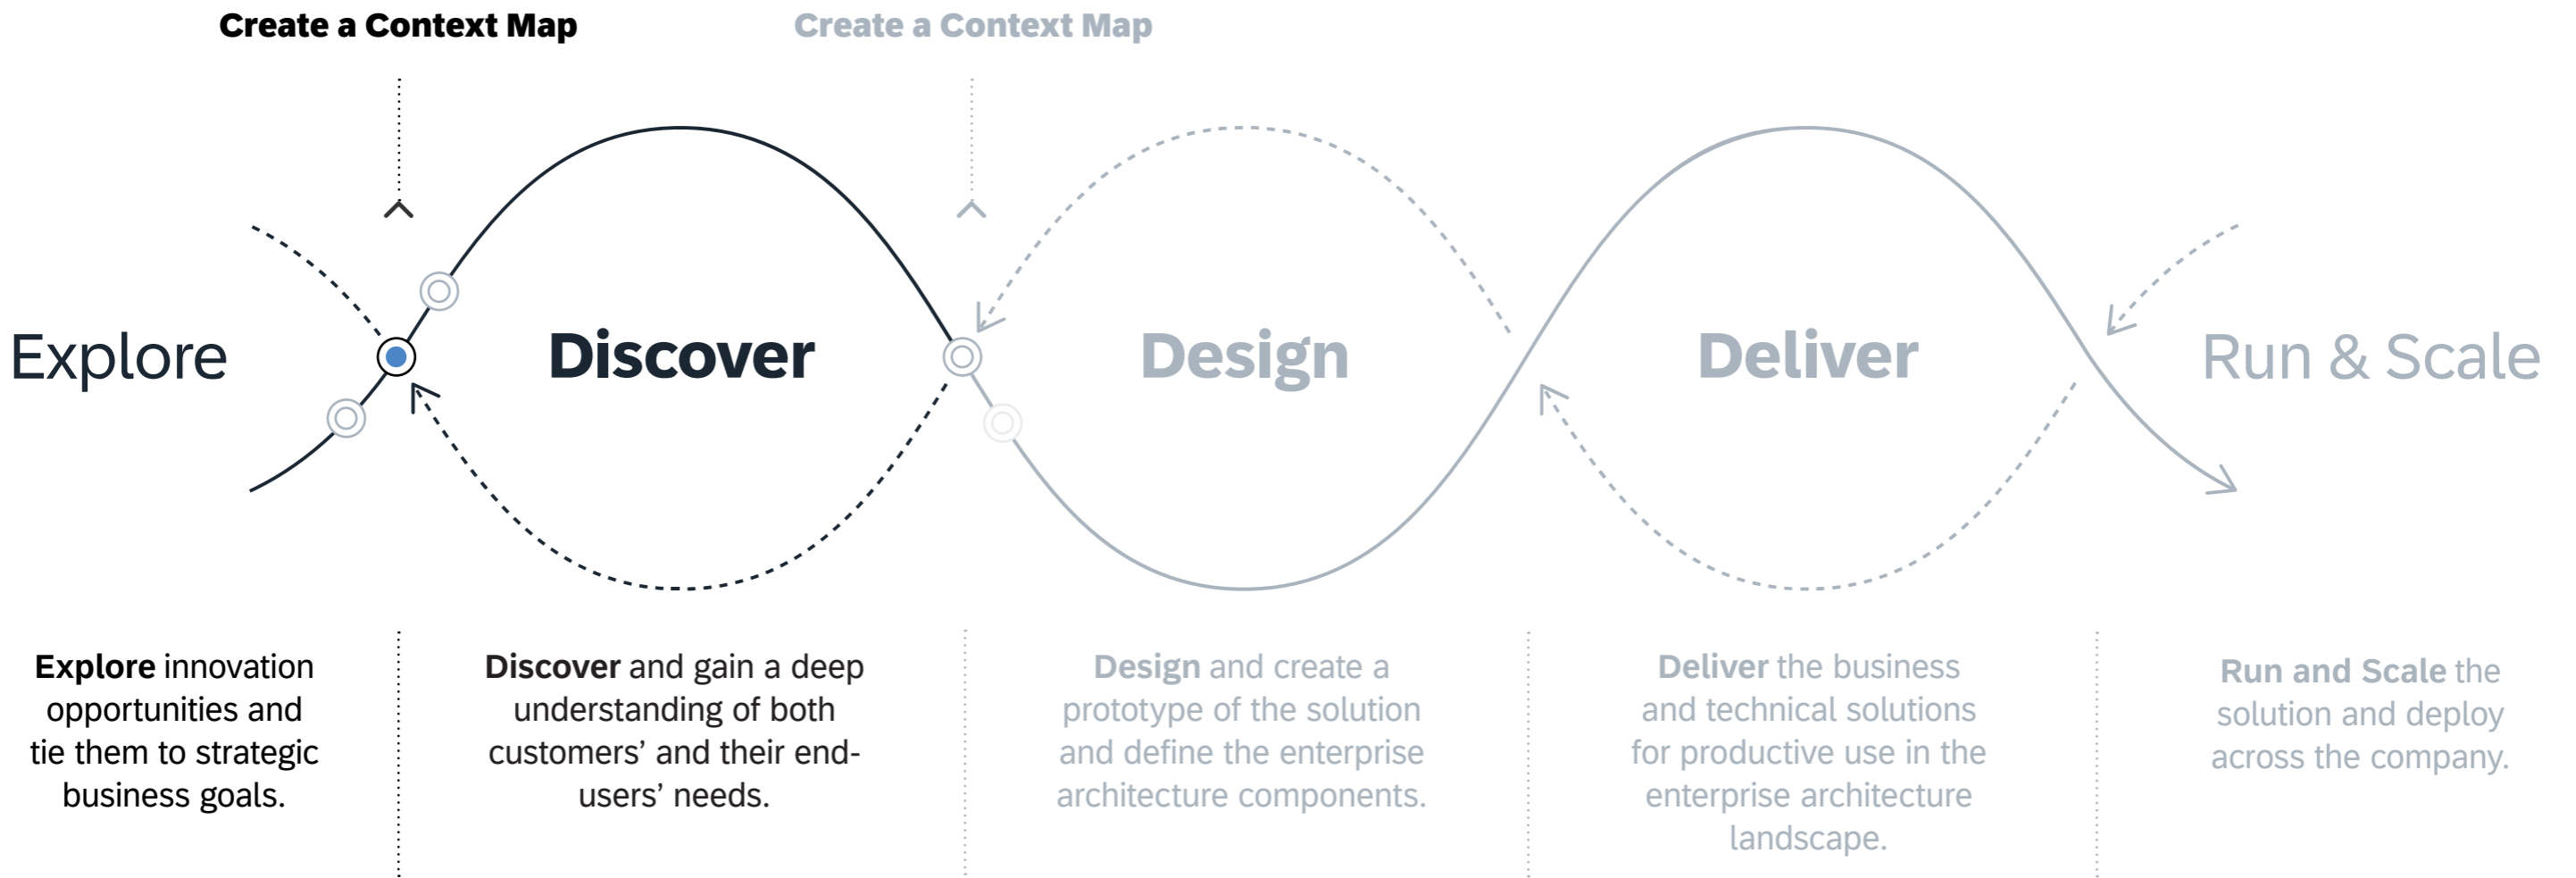 Create a Context Map
Create a Context Map
Explore
Discover
Design
Deliver
Run & Scale
Explore innovation
opportunities and
tie them to strategic
business goals.
Discover and gain a deep
understanding of both
customers’ and their end-
users’ needs.
Design and create a
prototype of the solution
and define the enterprise
architecture components.
Deliver the business
and technical solutions
for productive use in the
enterprise architecture
landscape.
Run and Scale the
solution and deploy
across the company.